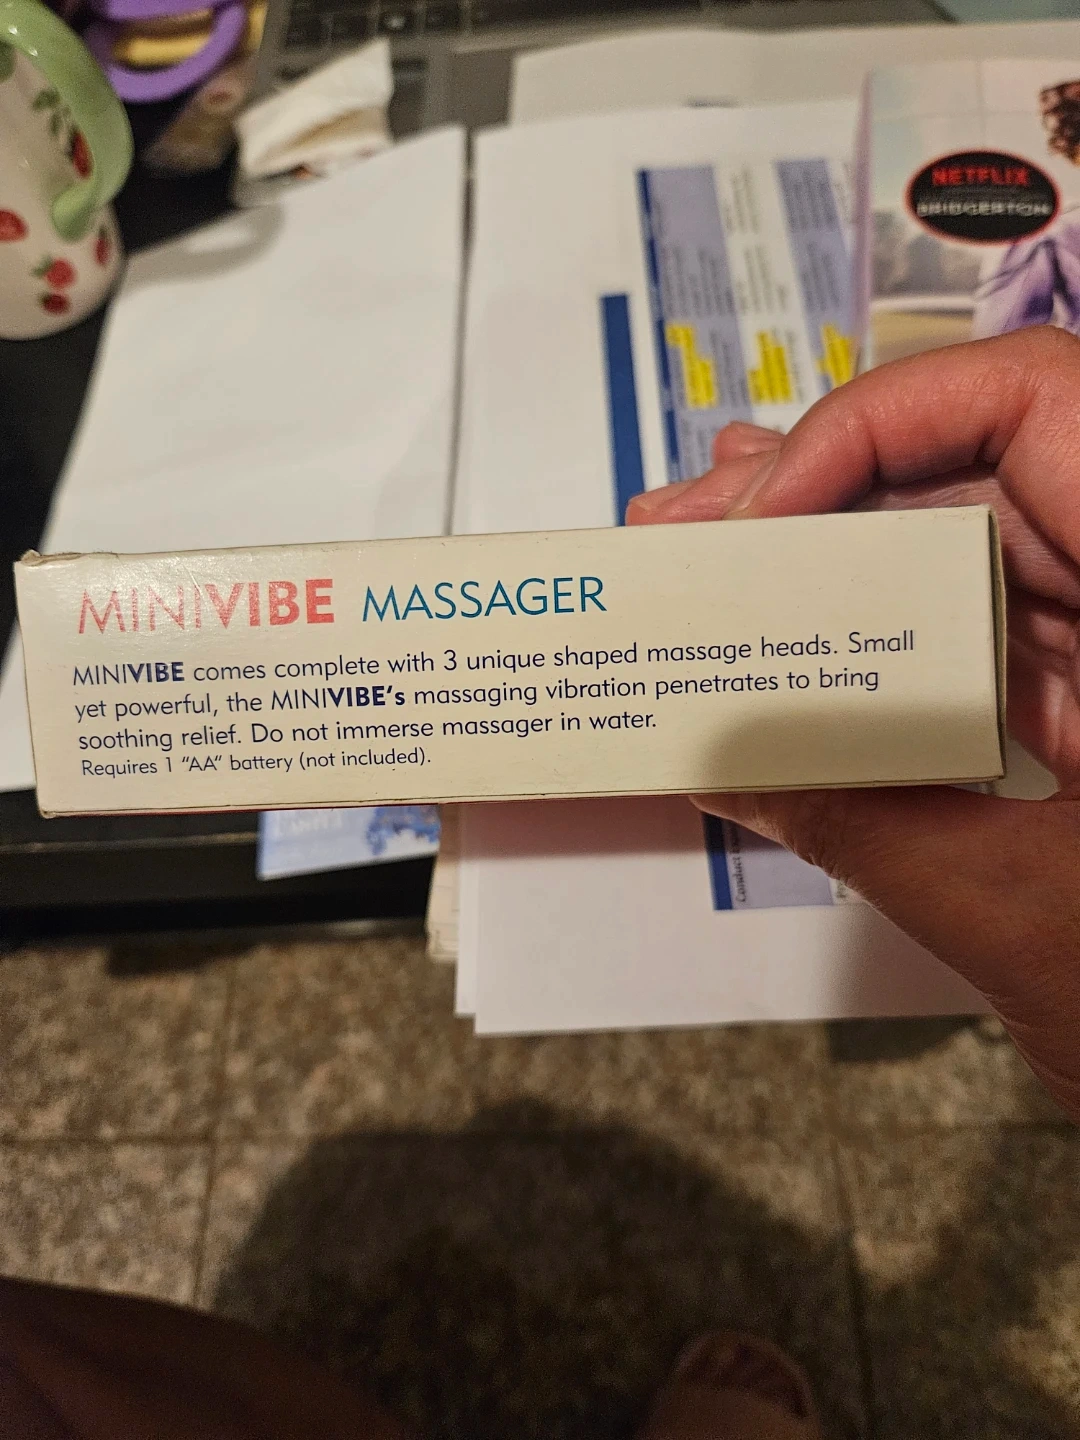 NETFLIX
BRIDGERTON
MINIVIBE MASSAGER
MINIVIBE comes complete with 3 unique shaped massage heads. Small
yet powerful, the MINIVIBE's massaging vibration penetrates to bring
soothing relief. Do not immerse massager in water.
Requires 1 “AA” battery (not included).
Conduct